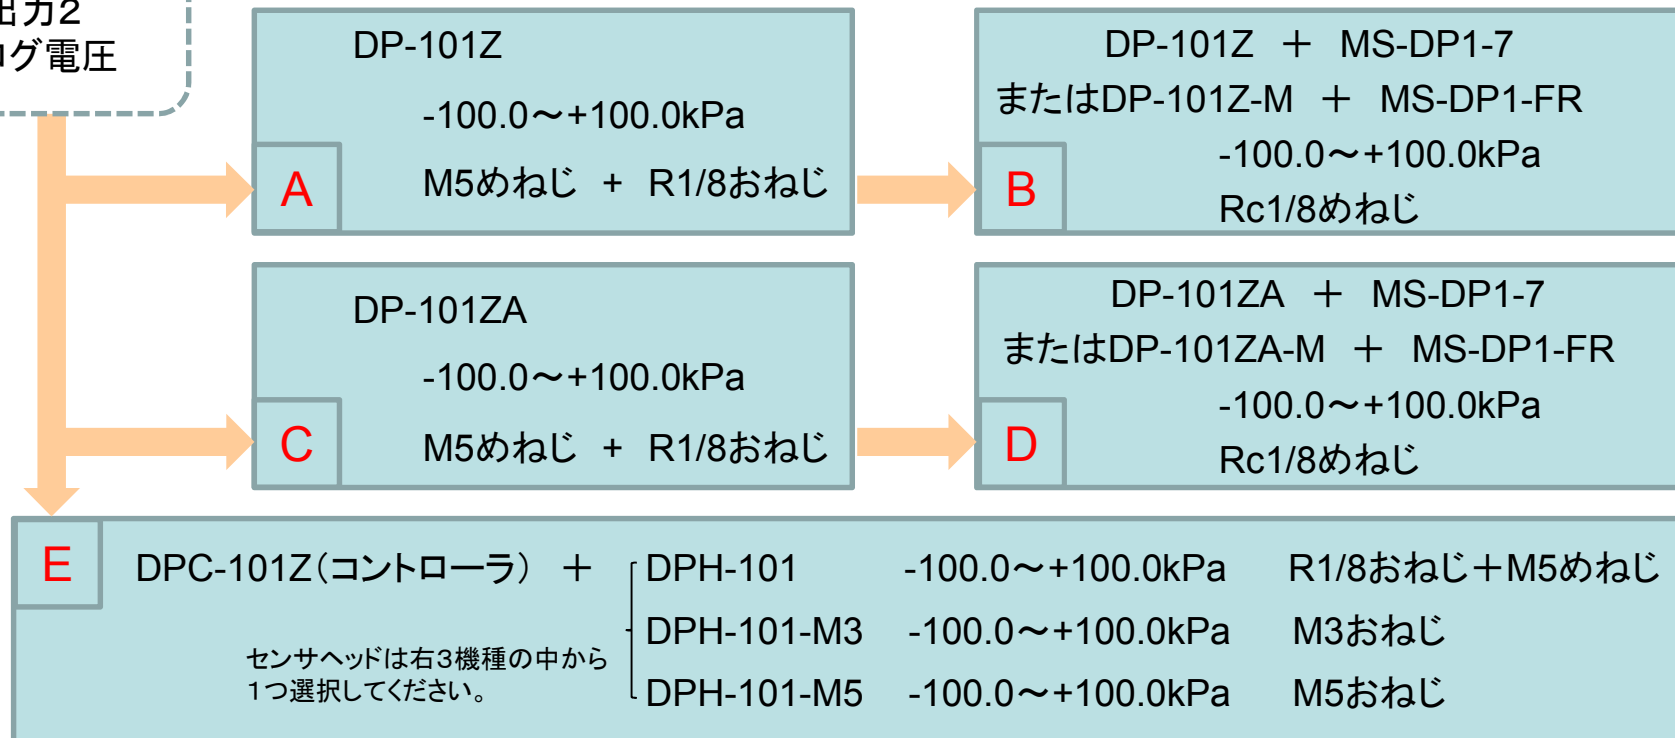 出力2
ログ電圧
DP-101Z
-100.0～+100.0kPa
A
M5めねじ + R1/8おねじ
DP-101Z ＋ MS-DP1-7
またはDP-101Z-M ＋ MS-DP1-FR
-100.0～+100.0kPa
B
Rc1/8めねじ
DP-101ZA
-100.0～+100.0kPa
C
M5めねじ + R1/8おねじ
DP-101ZA ＋ MS-DP1-7
またはDP-101ZA-M ＋ MS-DP1-FR
-100.0～+100.0kPa
D
Rc1/8めねじ
E
DPC-101Z（コントローラ） ＋
DPH-101 -100.0～+100.0kPa R1/8おねじ＋M5めねじ
DPH-101-M3 -100.0～+100.0kPa M3おねじ
DPH-101-M5 -100.0～+100.0kPa M5おねじ
センサヘッドは右3機種の中から
1つ選択してください。